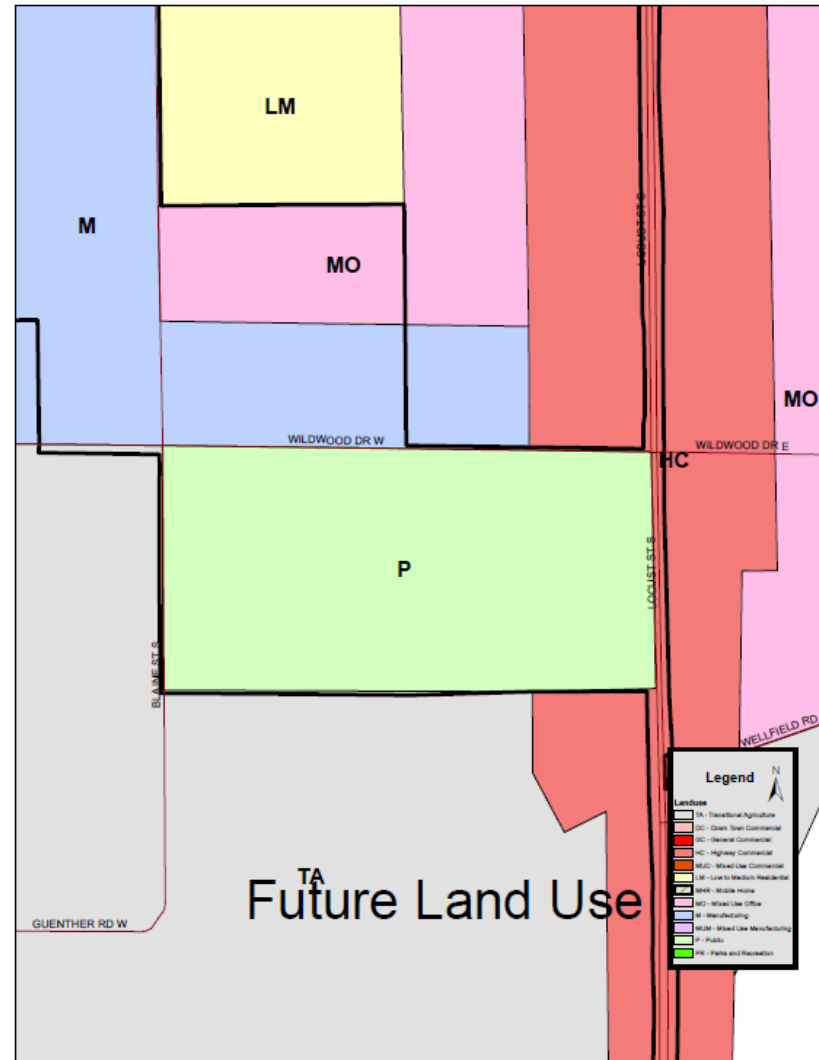 LM
M
LOCUST ST S
MO
MO
WILDWOOD DR W
WILDWOOD DR E
HC
P
LOCUST ST S
BLAINE ST S
WELLFIELD RD
Legend
N
Landuse
TA - Transitional Agriculture
DC - Down Town Commercial
GC - General Commercial
HC - Highway Commercial
MUC - Mixed Use Commercial
LM - Low to Medium Residential
MHR - Mobile Home
MO - Mixed Use Office
M - Manufacturing
MUM - Mixed Use Manufacturing
P - Public
PR - Parks and Recreation
TA
Future Land Use
GUENTHER RD W